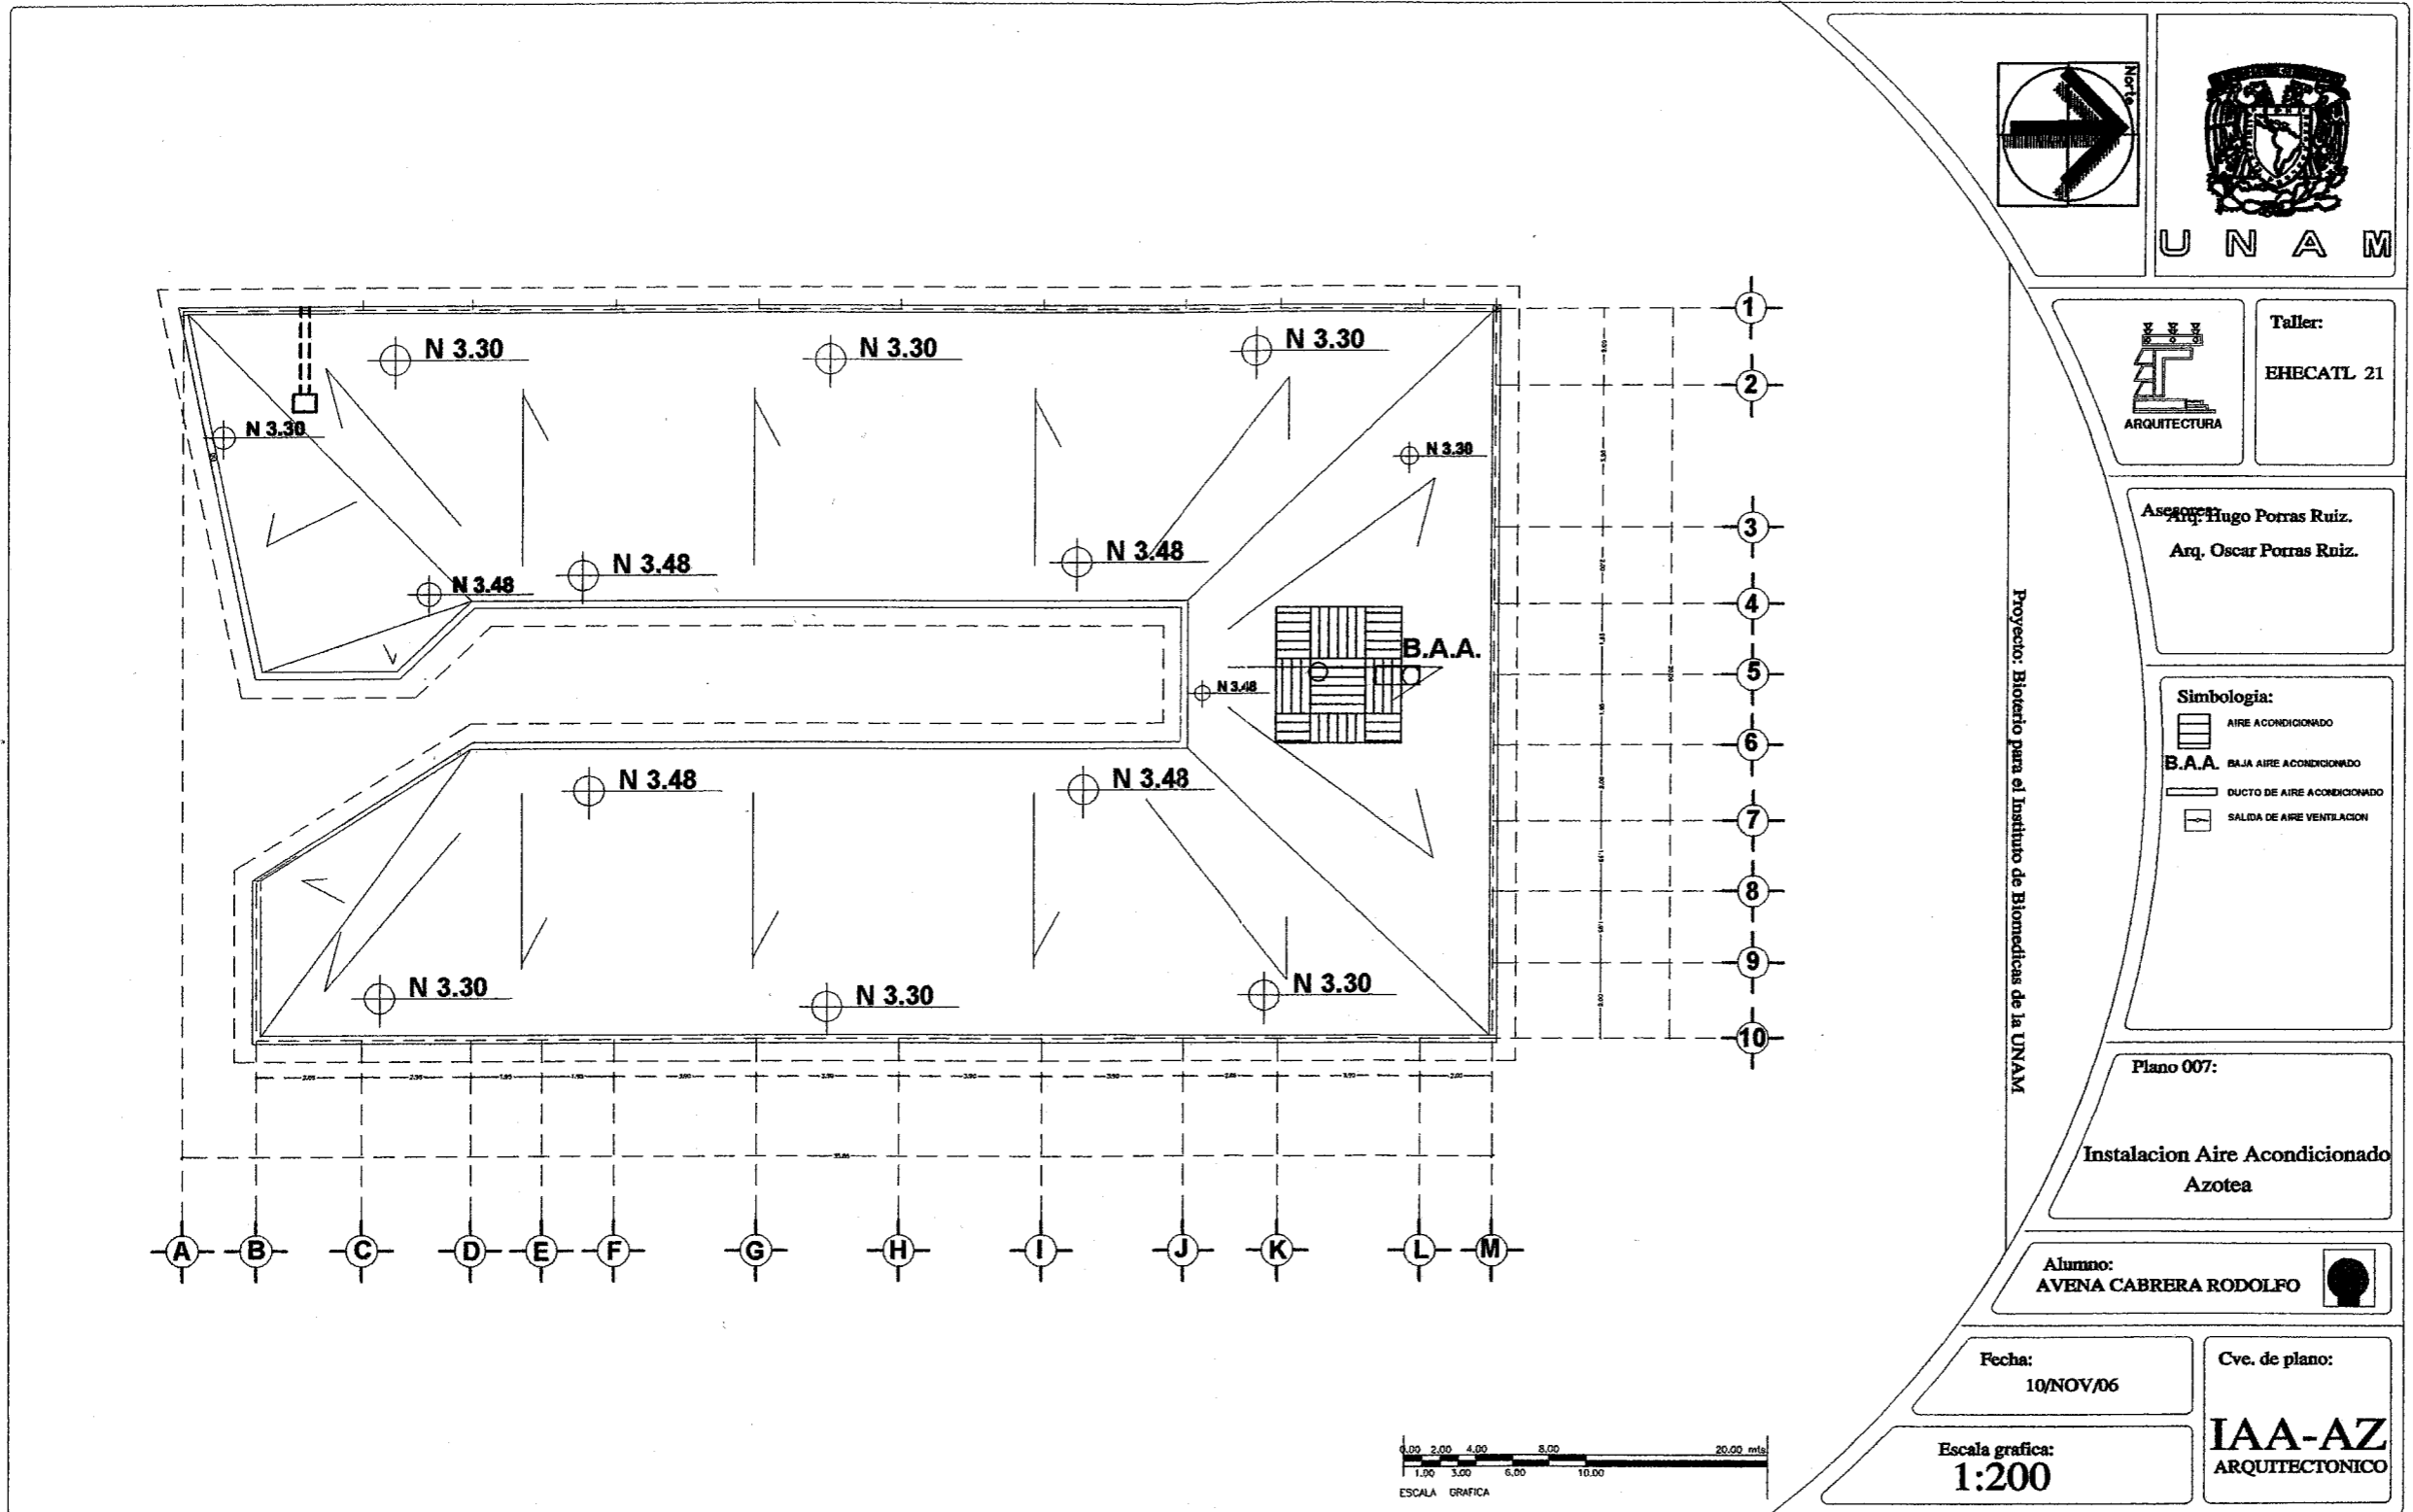 Norte
U N A M
Taller:
EHECATL 21
ARQUITECTURA
Asesores:
Arq. Hugo Porras Ruiz.
Arq. Oscar Porras Ruiz.
Proyecto: Bioterio para el Instituto de Biomedicas de la UNAM
Simbologia:
AIRE ACONDICIONADO
B.A.A. BAJA AIRE ACONDICIONADO
DUCTO DE AIRE ACONDICIONADO
SALIDA DE AIRE VENTILACION
Plano 007:
Instalacion Aire Acondicionado
Azotea
Alumno:
AVENA CABRERA RODOLFO
Fecha:
10/NOV/06
Cve. de plano:
IAA-AZ
ARQUITECTONICO
Escala grafica:
1:200
N 3.30
N 3.30
N 3.30
N 3.30
N 3.30
N 3.48
N 3.48
N 3.48
B.A.A.
N 3.48
N 3.48
N 3.48
N 3.30
N 3.30
N 3.30
1
2
3
4
5
6
7
8
9
10
A B C D E F G H I J K L M
0.00 2.00 4.00 8.00 20.00 mts
1.00 3.00 6.00 10.00
ESCALA GRAFICA